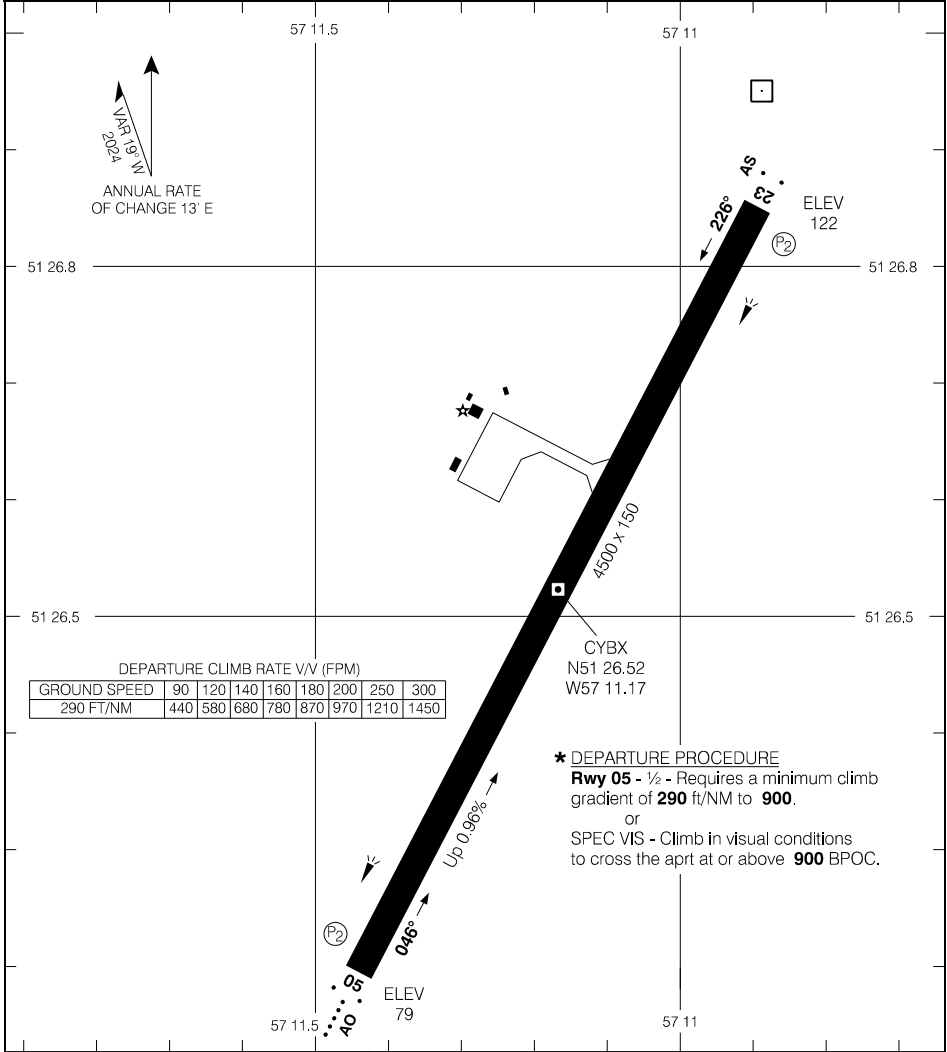 57 11.5
57 11
VAR 19° W
2024
ANNUAL RATE
OF CHANGE 13' E
AS
23
ELEV
122
226°
P2
51 26.8
51 26.8
4500 x 150
51 26.5
51 26.5
CYBX
N51 26.52
W57 11.17
DEPARTURE CLIMB RATE V/V (FPM)
GROUND SPEED 90 120 140 160 180 200 250 300
290 FT/NM 440 580 680 780 870 970 1210 1450
* DEPARTURE PROCEDURE
Rwy 05 - ½ - Requires a minimum climb
gradient of 290 ft/NM to 900.
or
SPEC VIS - Climb in visual conditions
to cross the aprt at or above 900 BPOC.
Up 0.96%
P2
046°
05
AO
ELEV
79
57 11.5
57 11